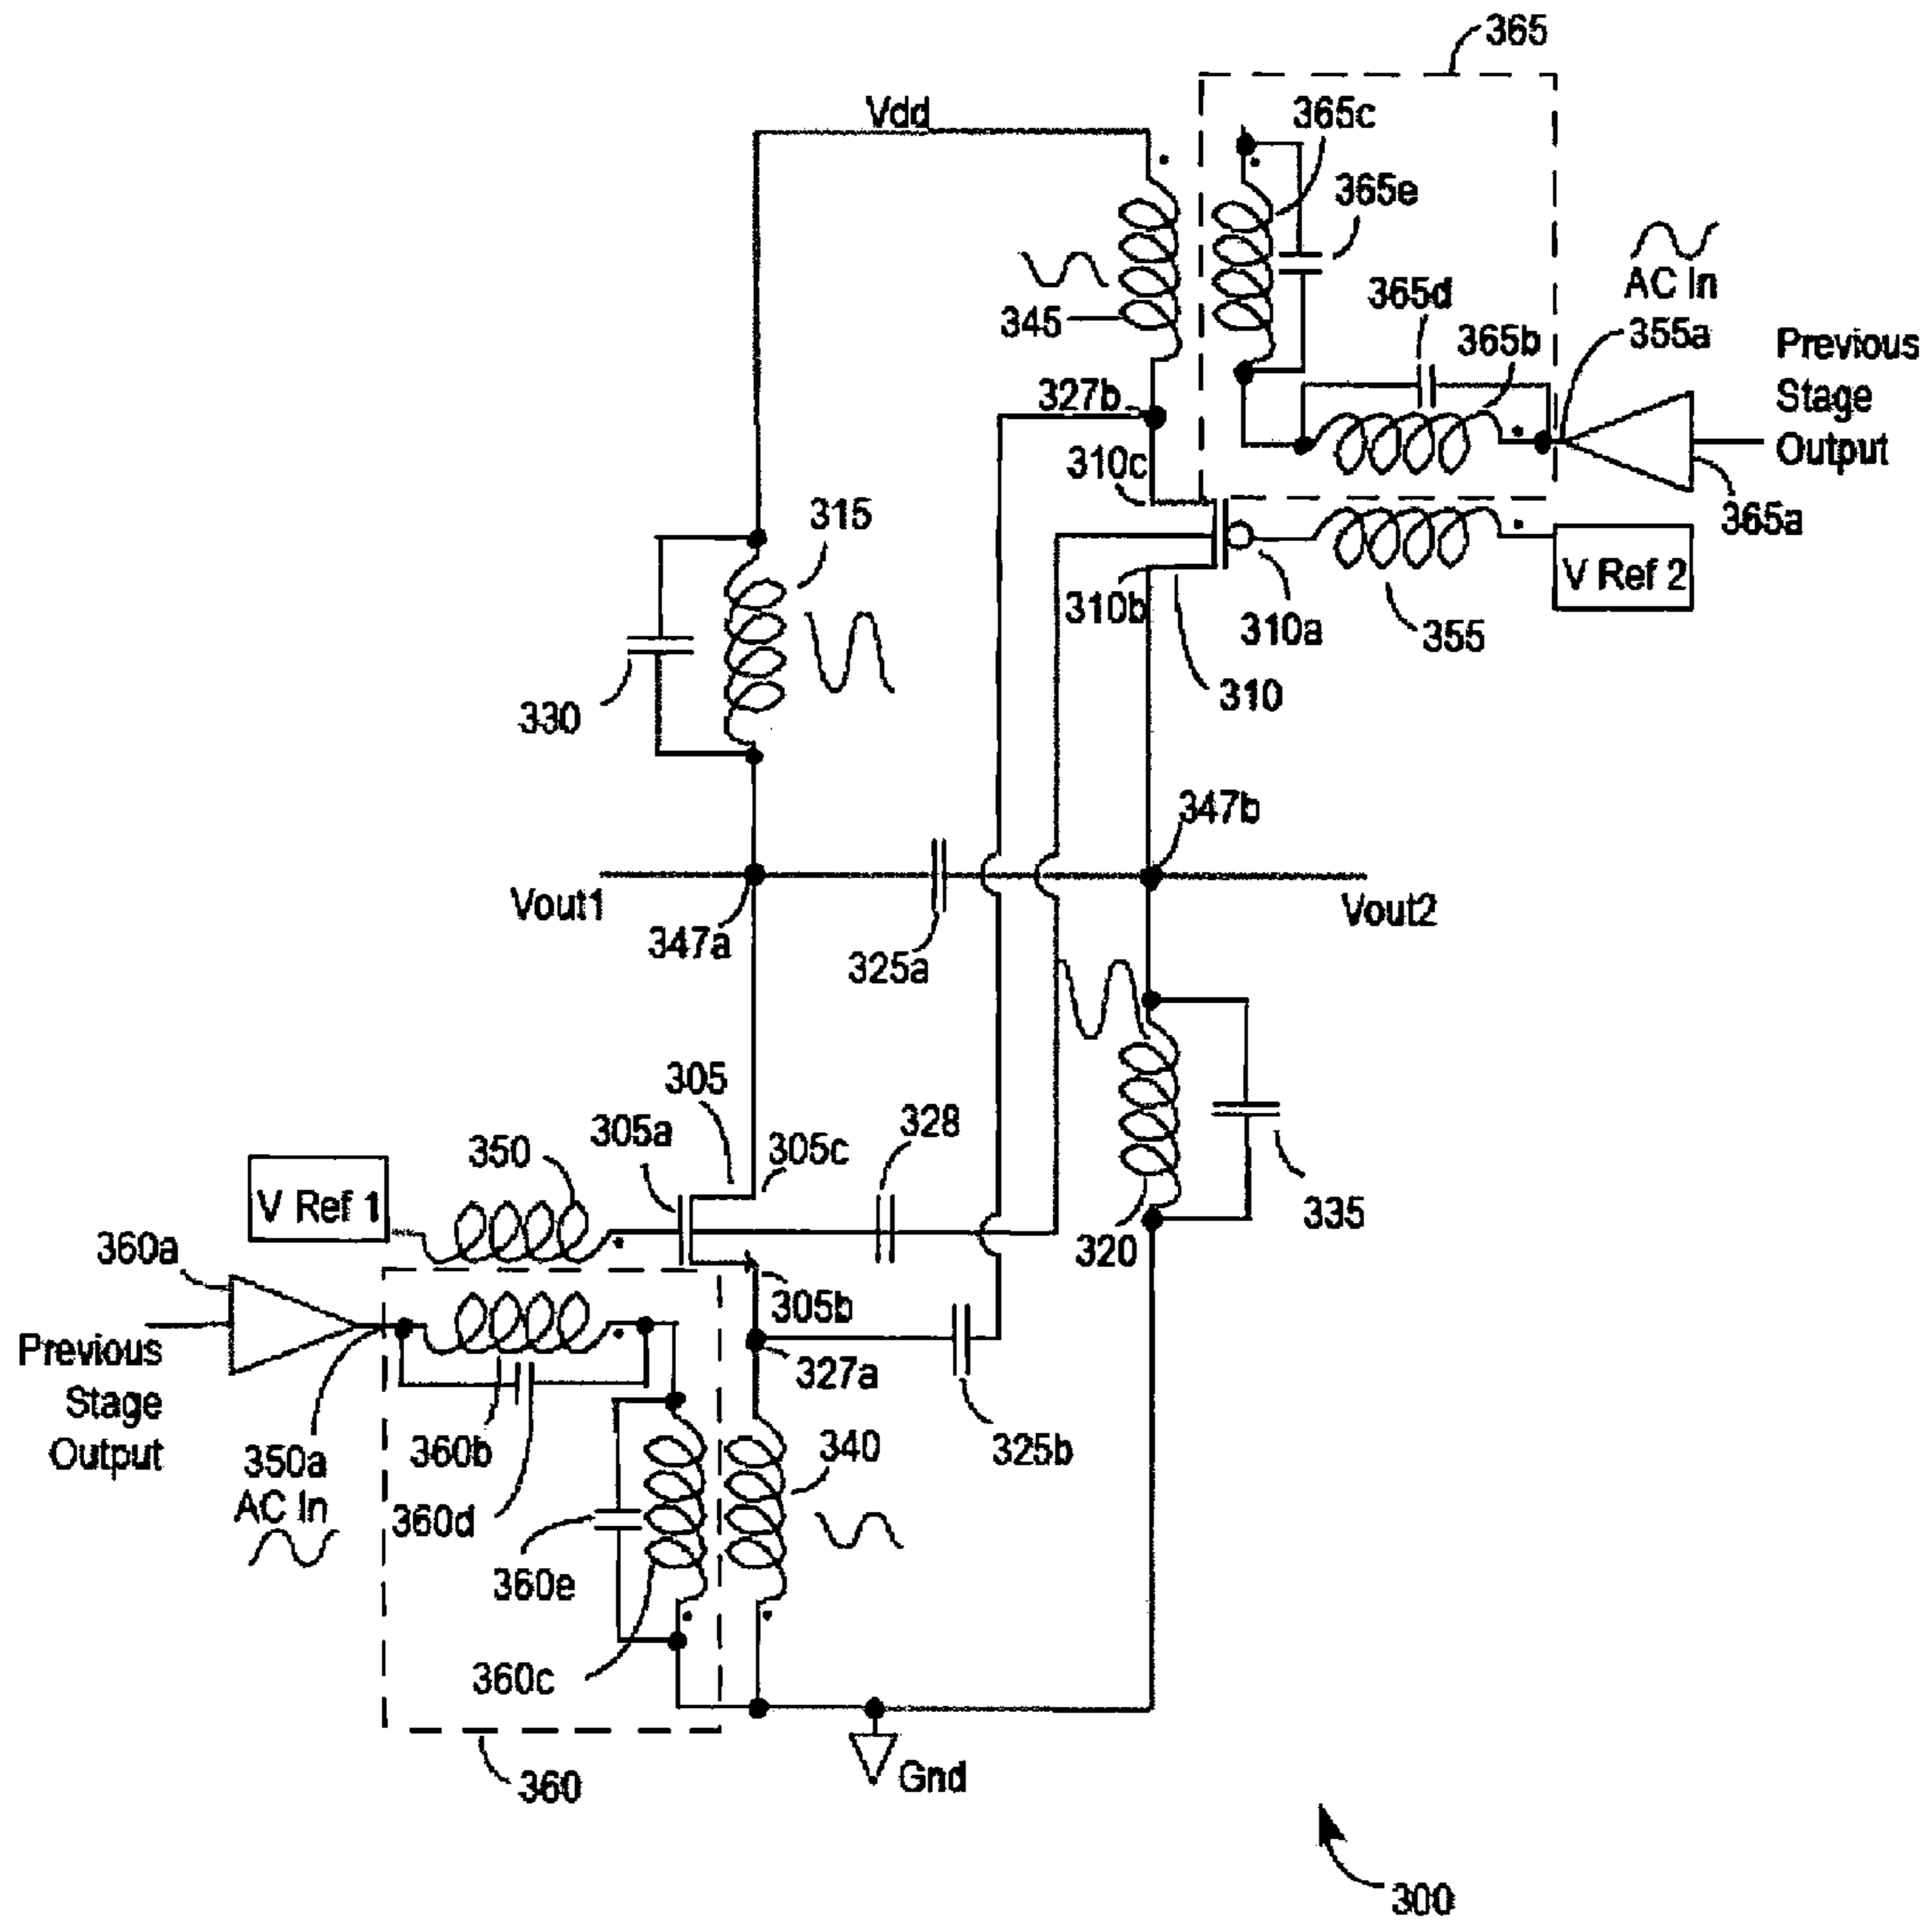 365
Vdd
365c
365e
AC In
365d
345
365b
355a
Previous
Stage
Output
327b
310c
315
365a
V Ref 2
310b
310a
355
330
310
347b
Vout1
Vout2
347a
325a
305
305a
328
305c
350
V Ref 1
335
360a
320
305b
Previous
Stage
Output
327a
360b
340
325b
350a
AC In
360d
360e
360c
360
Gnd
300